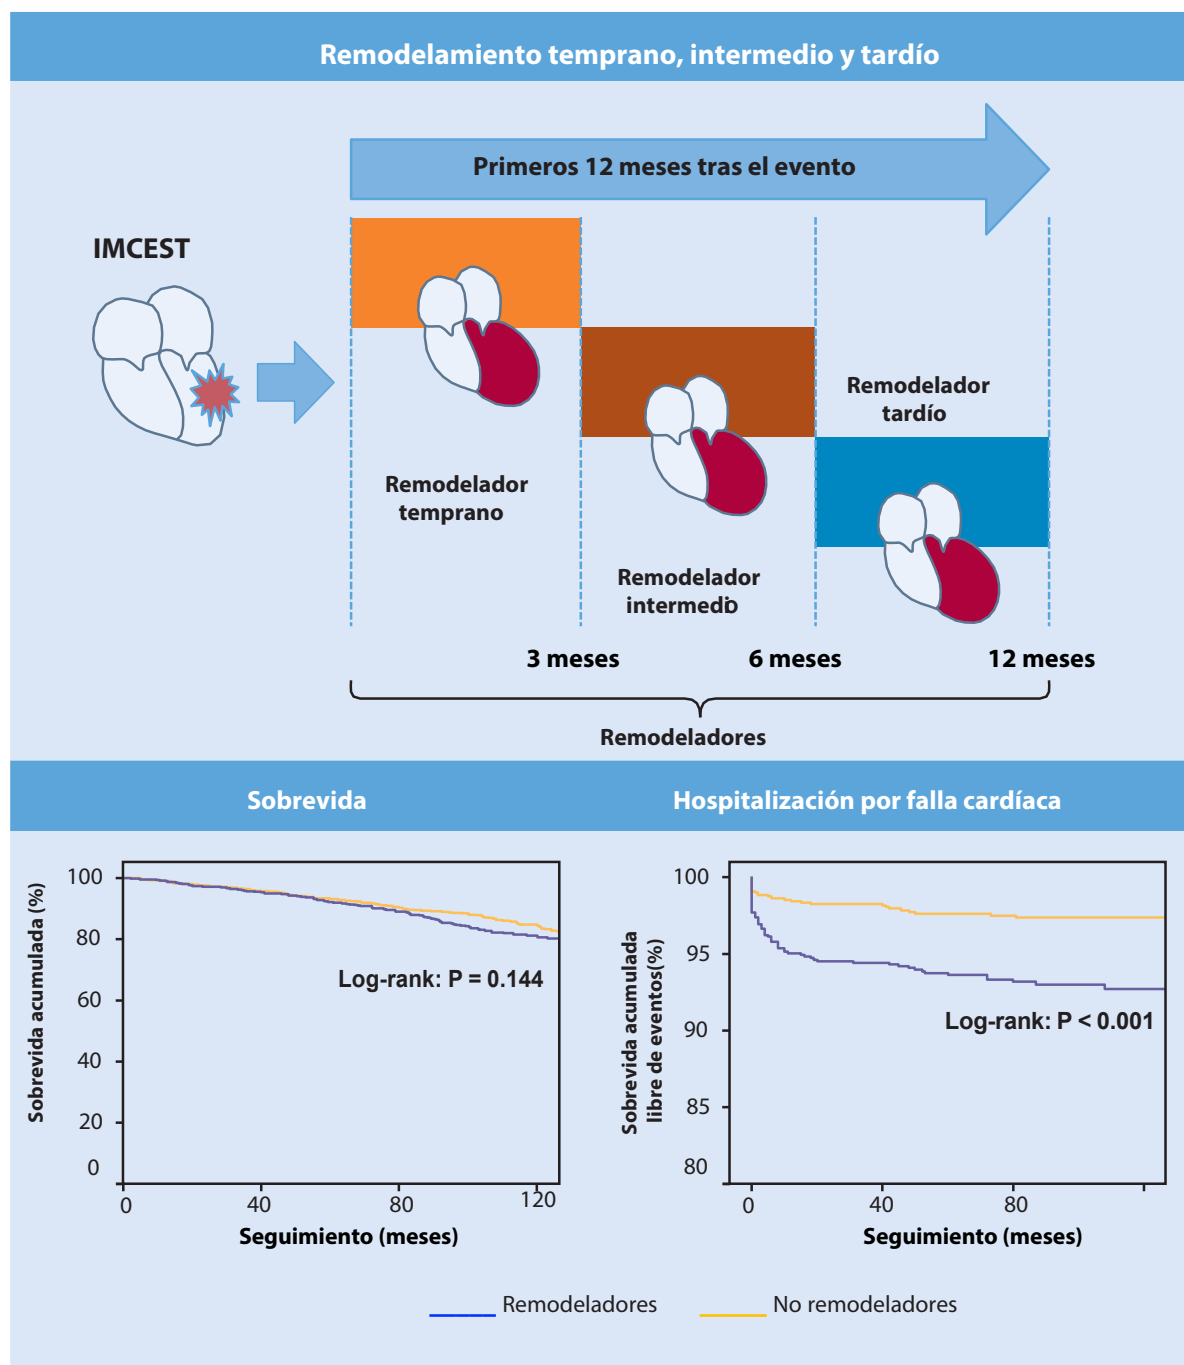 Remodelamiento temprano, intermedio y tardío
Primeros 12 meses tras el evento
IMCEST
Remodelador
tardío
Remodelador
temprano
Remodelador
intermedio
3 meses
6 meses
12 meses
Remodeladores
Sobrevida
Hospitalización por falla cardíaca
Sobrevida acumulada (%)
100
80
60
40
20
0
Log-rank: P = 0.144
0
40
80
120
Seguimiento (meses)
Sobrevida acumulada
libre de eventos(%)
100
95
90
85
80
Log-rank: P < 0.001
0
40
80
Seguimiento (meses)
Remodeladores
No remodeladores